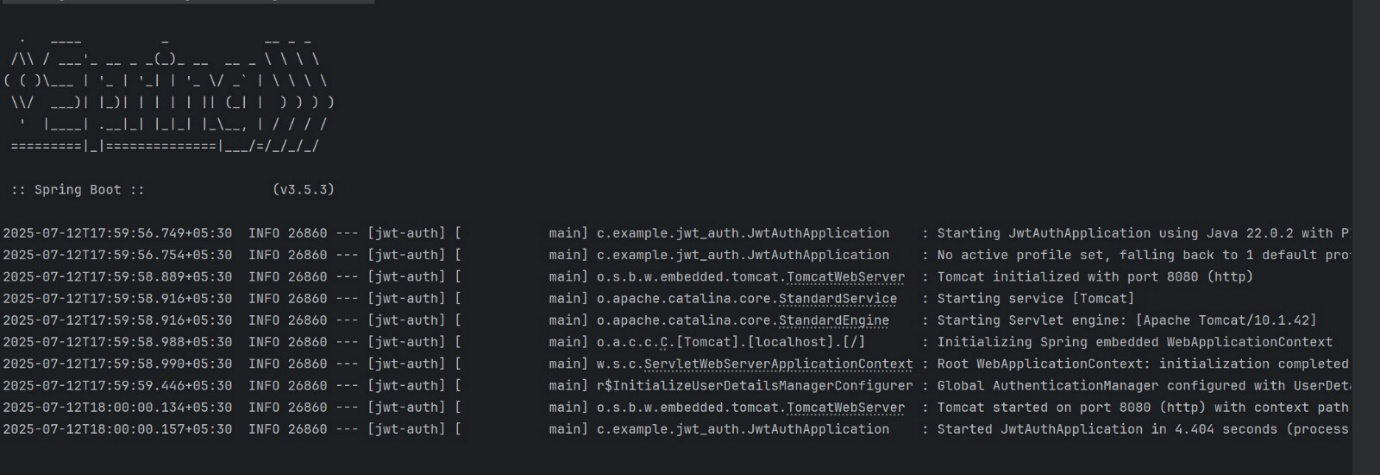 .   ____          _            __ _ _
 /\\ / ___'_ __ _ _(_)_ __  __ _ \ \ \ \
( ( )\___ | '_ | '_| | '_ \/ _` | \ \ \ \
 \\/  ___)| |_)| | | | | || (_| |  ) ) ) )
  '  |____| .__|_| |_|_| |_\__, | / / / /
 =========|_|==============|___/=/_/_/_/
 :: Spring Boot ::                (v3.5.3)
2025-07-12T17:59:56.749+05:30  INFO 26860 --- [jwt-auth] [           main] c.example.jwt_auth.JwtAuthApplication    : Starting JwtAuthApplication using Java 22.0.2 with
2025-07-12T17:59:56.754+05:30  INFO 26860 --- [jwt-auth] [           main] c.example.jwt_auth.JwtAuthApplication    : No active profile set, falling back to 1 default
2025-07-12T17:59:58.889+05:30  INFO 26860 --- [jwt-auth] [           main] o.s.b.w.embedded.tomcat.TomcatWebServer  : Tomcat initialized with port 8080 (http)
2025-07-12T17:59:58.916+05:30  INFO 26860 --- [jwt-auth] [           main] o.apache.catalina.core.StandardService   : Starting service [Tomcat]
2025-07-12T17:59:58.916+05:30  INFO 26860 --- [jwt-auth] [           main] o.apache.catalina.core.StandardEngine    : Starting Servlet engine: [Apache Tomcat/10.1.42]
2025-07-12T17:59:58.988+05:30  INFO 26860 --- [jwt-auth] [           main] o.a.c.c.C.[Tomcat].[localhost].[/]       : Initializing Spring embedded WebApplicationContext
2025-07-12T17:59:58.990+05:30  INFO 26860 --- [jwt-auth] [           main] w.s.c.ServletWebServerApplicationContext : Root WebApplicationContext: initialization completed
2025-07-12T17:59:59.446+05:30  INFO 26860 --- [jwt-auth] [           main] r$InitializeUserDetailsManagerConfigurer : Global AuthenticationManager configured with
2025-07-12T18:00:00.134+05:30  INFO 26860 --- [jwt-auth] [           main] o.s.b.w.embedded.tomcat.TomcatWebServer  : Tomcat started on port 8080 (http) with context path
2025-07-12T18:00:00.157+05:30  INFO 26860 --- [jwt-auth] [           main] c.example.jwt_auth.JwtAuthApplication    : Started JwtAuthApplication in 4.404 seconds (process